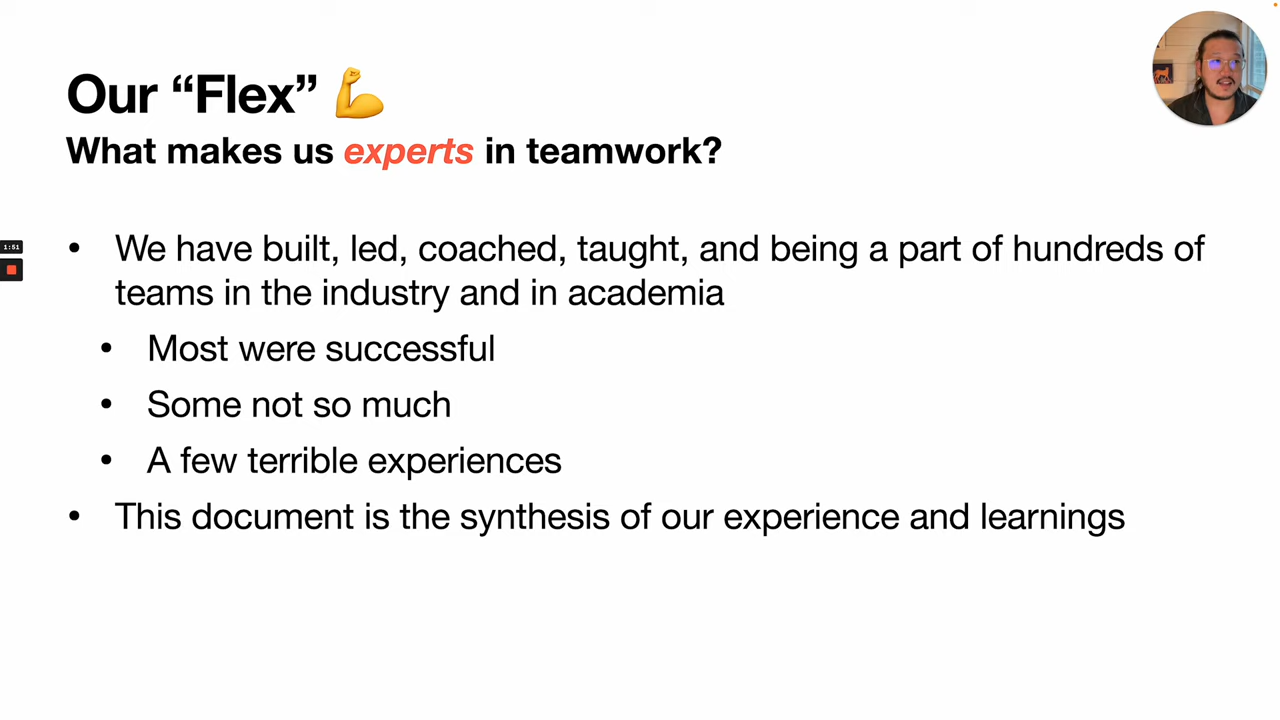 Our “Flex” 💪
What makes us experts in teamwork?
1:51
• We have built, led, coached, taught, and being a part of hundreds of
teams in the industry and in academia
• Most were successful
• Some not so much
• A few terrible experiences
• This document is the synthesis of our experience and learnings